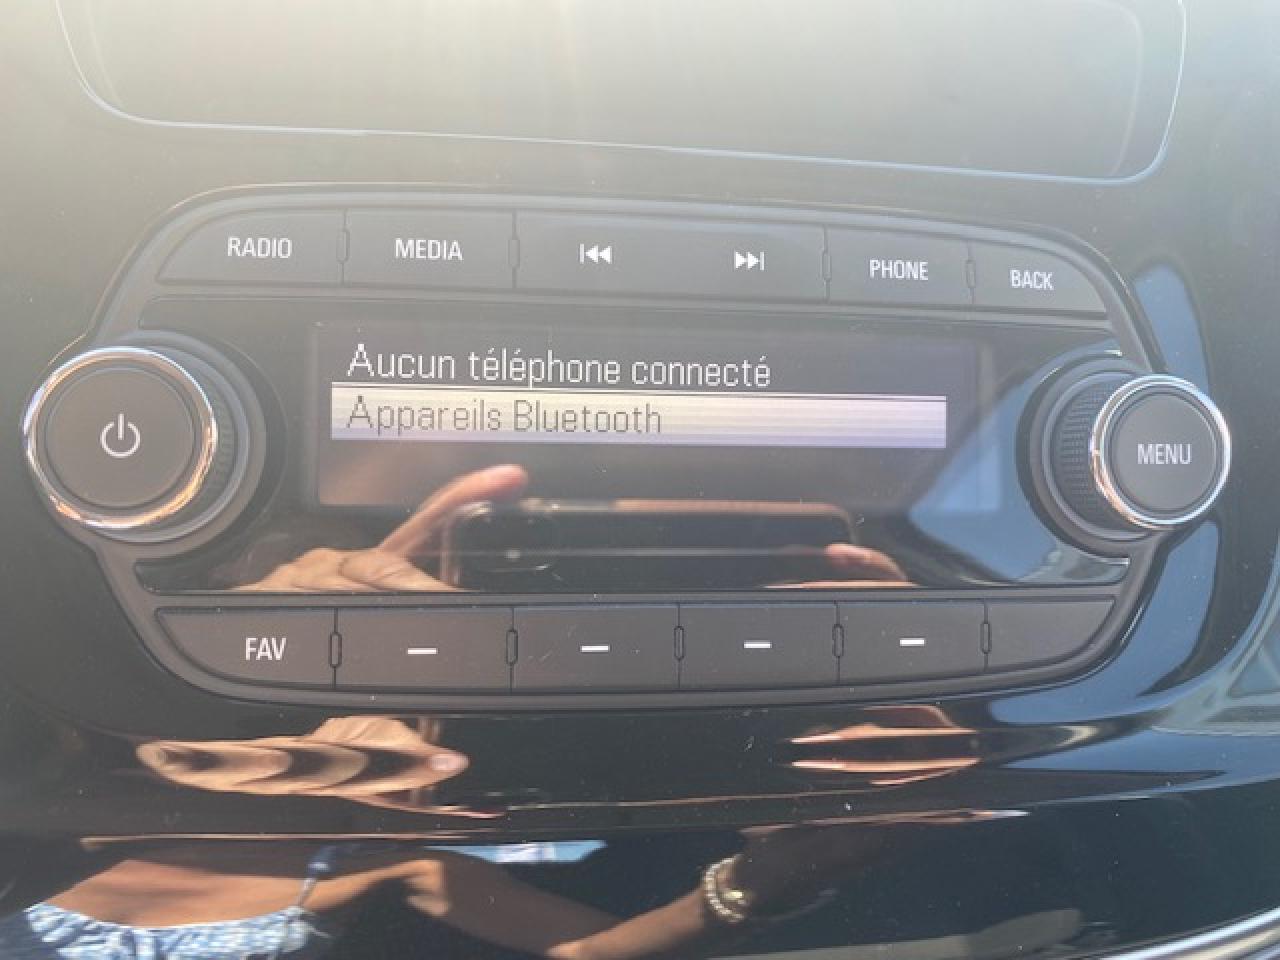 RADIO MEDIA PHONE BACK
Aucun téléphone connecté
Appareils Bluetooth
MENU
FAV